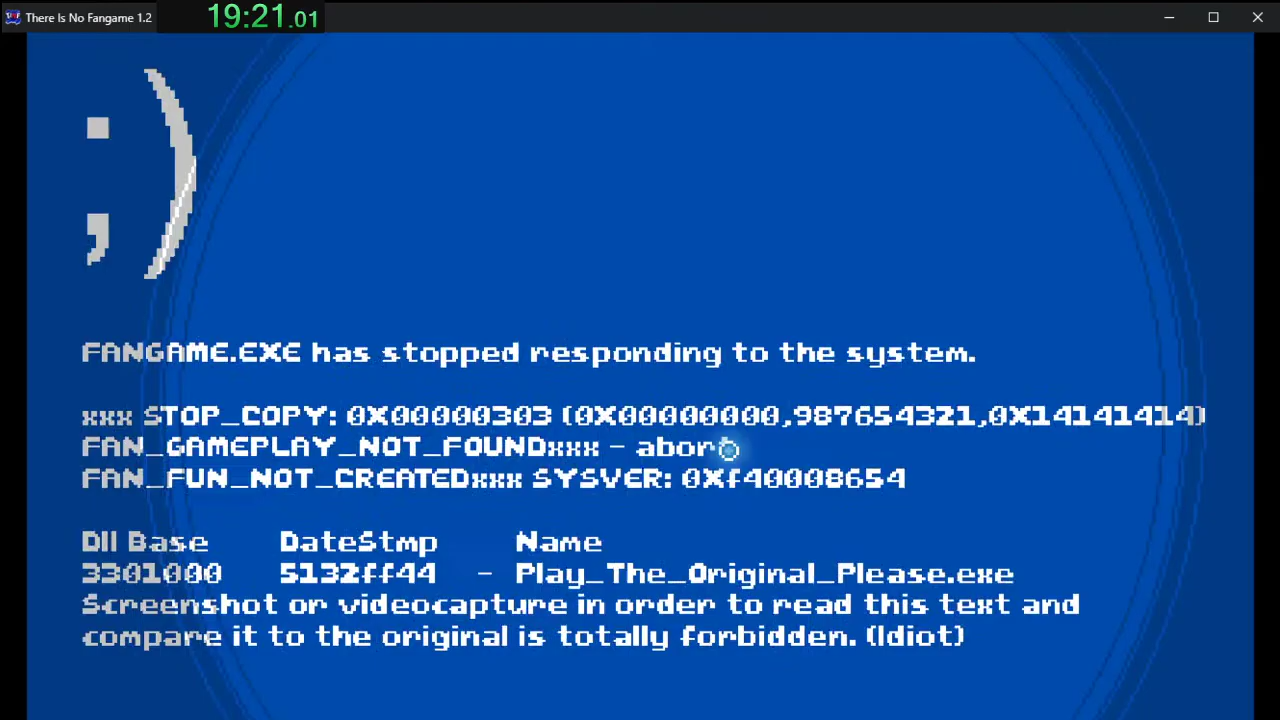 There Is No Fangame 1.2
19:21.01
;)
FANGAME.EXE has stopped responding to the system.
xxx STOP_COPY: 0X00000303 (0X00000000,987654321,0X14141414)
FAN_GAMEPLAY_NOT_FOUNDxxx - abort
FAN_FUN_NOT_CREATEDxxx SYSVER: 0Xf40008654
Dll Base DateStmp Name
3301000 5132ff44 - Play_The_Original_Please.exe
Screenshot or videocapture in order to read this text and
compare it to the original is totally forbidden. (Idiot)